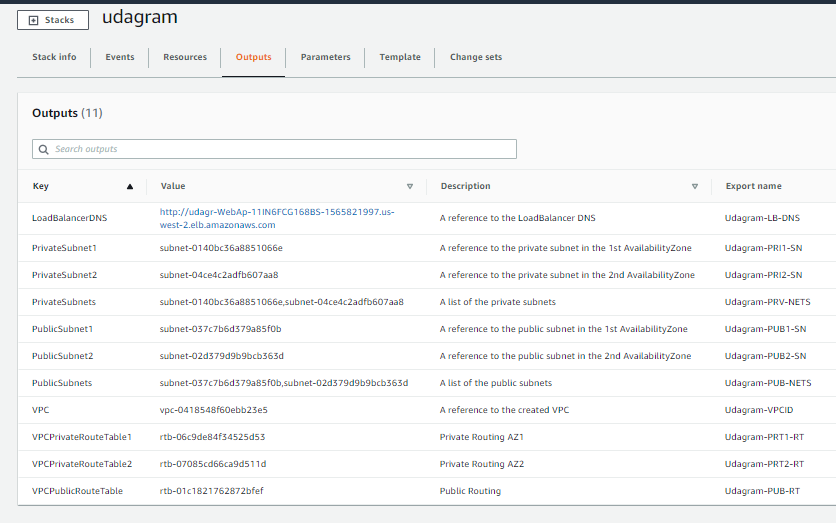 Stacks
udagram
Stack info Events Resources Outputs Parameters Template Change sets
Outputs (11)
Search outputs
Key Value Description Export name
LoadBalancerDNS http://udagr-WebAp-11IN6FCG168BS-1565821997.us- A reference to the LoadBalancer DNS Udagram-LB-DNS
west-2.elb.amazonaws.com
PrivateSubnet1 subnet-0140bc36a8851066e A reference to the private subnet in the 1st AvailabilityZone Udagram-PRI1-SN
PrivateSubnet2 subnet-04ce4c2adfb607aa8 A reference to the private subnet in the 2nd AvailabilityZone Udagram-PRI2-SN
PrivateSubnets subnet-0140bc36a8851066e,subnet-04ce4c2adfb607aa8 A list of the private subnets Udagram-PRV-NETS
PublicSubnet1 subnet-037c7b6d379a85f0b A reference to the public subnet in the 1st AvailabilityZone Udagram-PUB1-SN
PublicSubnet2 subnet-02d379d9b9bcb363d A reference to the public subnet in the 2nd AvailabilityZone Udagram-PUB2-SN
PublicSubnets subnet-037c7b6d379a85f0b,subnet-02d379d9b9bcb363d A list of the public subnets Udagram-PUB-NETS
VPC vpc-0418548f60ebb23e5 A reference to the created VPC Udagram-VPCID
VPCPrivateRouteTable1 rtb-06c9de84f34525d53 Private Routing AZ1 Udagram-PRT1-RT
VPCPrivateRouteTable2 rtb-07085cd66ca9d511d Private Routing AZ2 Udagram-PRT2-RT
VPCPublicRouteTable rtb-01c1821762872bfef Public Routing Udagram-PUB-RT